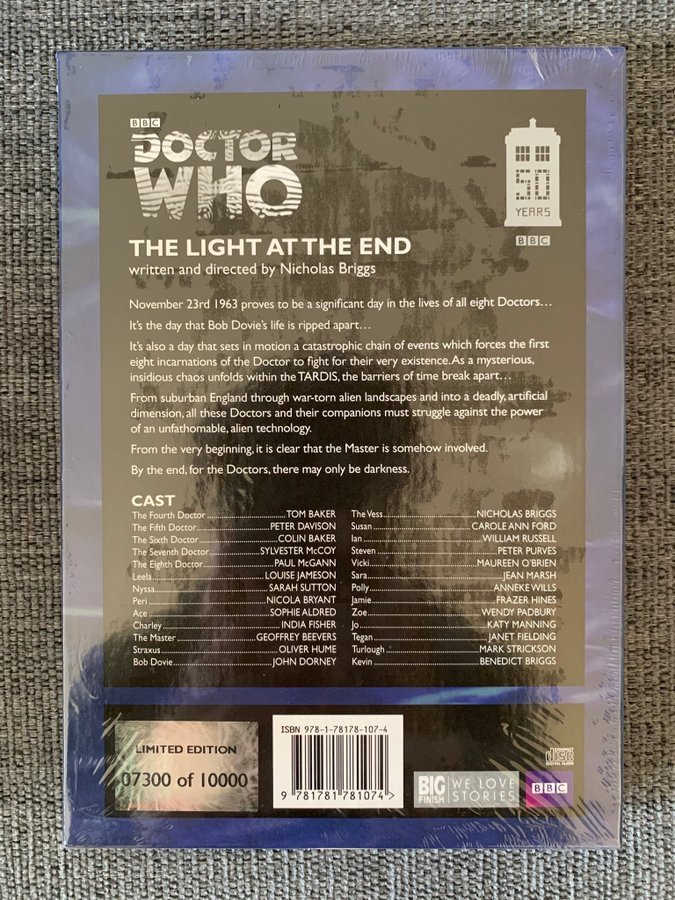 BBC
DOCTOR
WHO
50
YEARS
BBC
THE LIGHT AT THE END
written and directed by Nicholas Briggs
November 23rd 1963 proves to be a significant day in the lives of all eight Doctors…
It's the day that Bob Dovie's life is ripped apart…
It's also a day that sets in motion a catastrophic chain of events which forces the first
eight incarnations of the Doctor to fight for their very existence. As a mysterious,
insidious chaos unfolds within the TARDIS, the barriers of time break apart…
From suburban England through war-torn alien landscapes and into a deadly, artificial
dimension, all these Doctors and their companions must struggle against the power
of an unfathomable, alien technology.
From the very beginning, it is clear that the Master is somehow involved.
By the end, for the Doctors, there may only be darkness.
CAST
The Fourth Doctor TOM BAKER
The Fifth Doctor PETER DAVISON
The Sixth Doctor COLIN BAKER
The Seventh Doctor SYLVESTER McCOY
The Eighth Doctor PAUL McGANN
Leela LOUISE JAMESON
Nyssa SARAH SUTTON
Peri NICOLA BRYANT
Ace SOPHIE ALDRED
Charley INDIA FISHER
The Master GEOFFREY BEEVERS
Straxus OLIVER HUME
Bob Dovie JOHN DORNEY
The Vess NICHOLAS BRIGGS
Susan CAROLE ANN FORD
Ian WILLIAM RUSSELL
Steven PETER PURVES
Vicki MAUREEN O'BRIEN
Sara JEAN MARSH
Polly ANNEKE WILLS
Jamie FRAZER HINES
Zoe WENDY PADBURY
Jo KATY MANNING
Tegan JANET FIELDING
Turlough MARK STRICKSON
Kevin BENEDICT BRIGGS
LIMITED EDITION
07300 of 10000
ISBN 978-1-78178-107-4
9 781781 781074
COMPACT
disc
DIGITAL AUDIO
BIG
FINISH
WE LOVE
STORIES
BBC